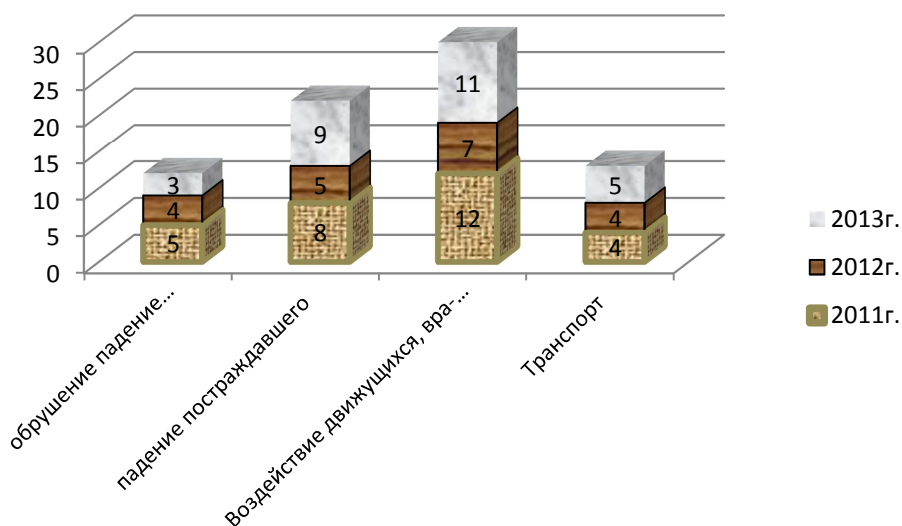 30
25
20
15
10
5
0
3
4
5
9
5
8
11
7
12
5
4
4
обрушение падение...
падение постраждавшего
Воздействие движущихся, вра-...
Транспорт
2013г.
2012г.
2011г.